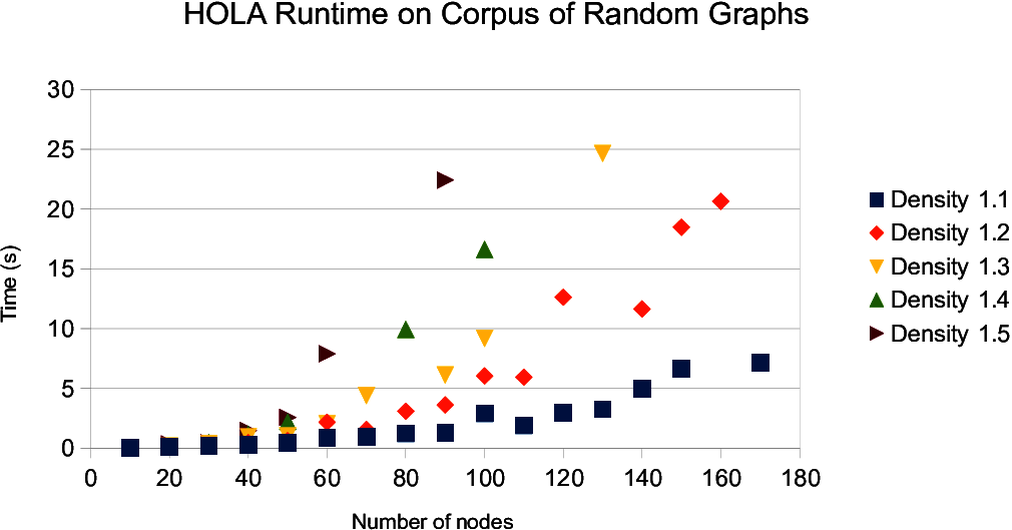 HOLA Runtime on Corpus of Random Graphs
30
25
20
15
10
5
0
Time (s)
0 20 40 60 80 100 120 140 160 180
Number of nodes
Density 1.1
Density 1.2
Density 1.3
Density 1.4
Density 1.5